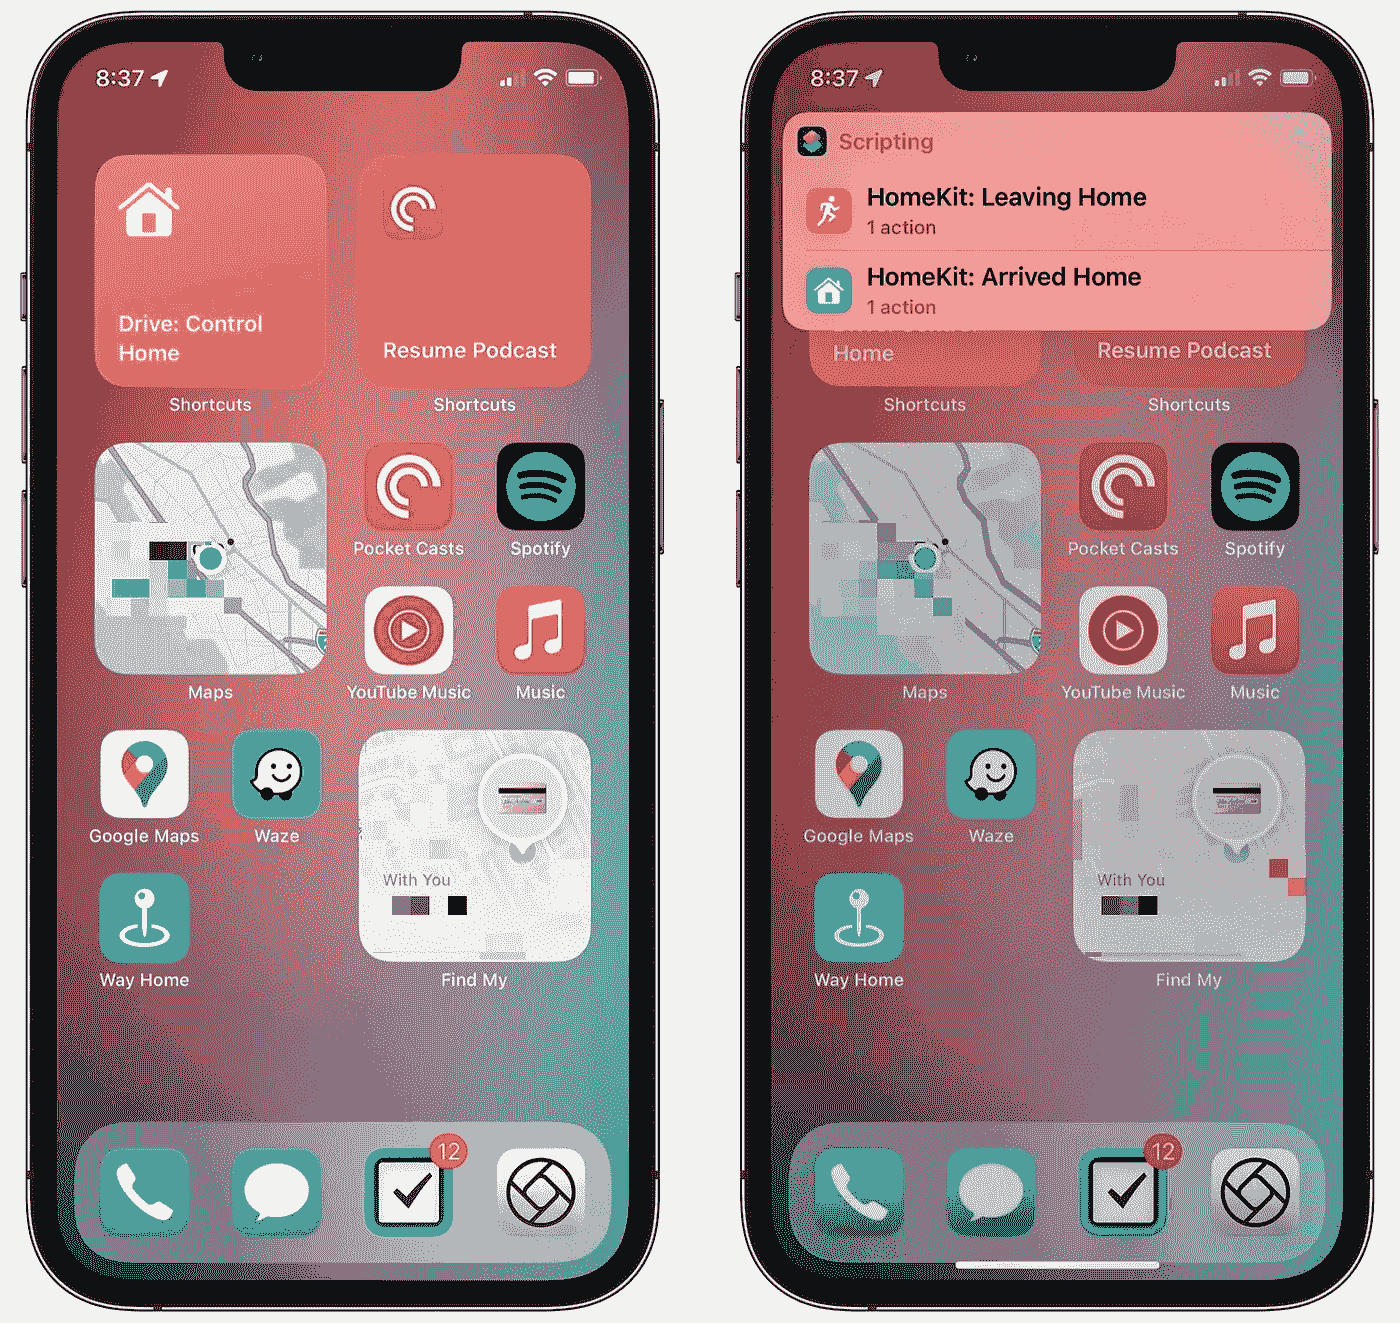 8:37
Drive: Control
Home
Resume Podcast
Shortcuts
Shortcuts
Pocket Casts
Spotify
Maps
YouTube Music
Music
Google Maps
Waze
With You
Way Home
Find My
12
8:37
Scripting
HomeKit: Leaving Home
1 action
HomeKit: Arrived Home
1 action
Home
Resume Podcast
Shortcuts
Shortcuts
Pocket Casts
Spotify
Maps
YouTube Music
Music
Google Maps
Waze
With You
Way Home
Find My
12